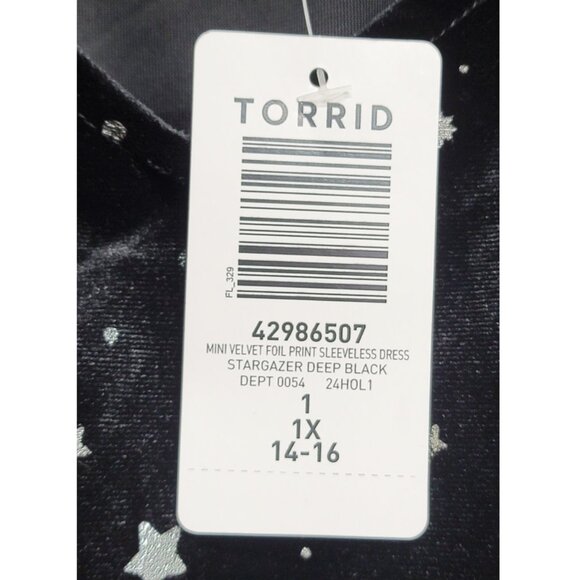 TORRID
FL_329
42986507
MINI VELVET FOIL PRINT SLEEVELESS DRESS
STARGAZER DEEP BLACK
DEPT 0054 24HOL1
1
1X
14-16